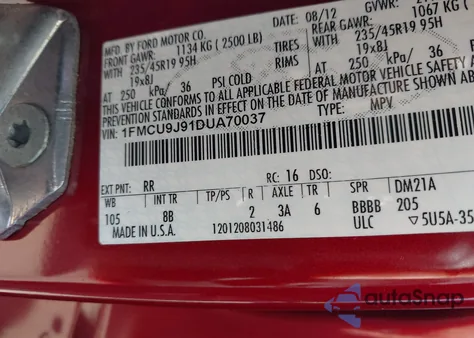 08/12 GVWR:
MFD. BY FORD MOTOR CO.
FRONT GAWR: 1134 KG (2500 LB) REAR GAWR: 1067 KG (
WITH 235/45R19 95H TIRES WITH 235/45R19 95H
19x8J RIMS 19x8J
AT 250 kPa/ 36 PSI COLD AT 250 kPa/ 36
THIS VEHICLE CONFORMS TO ALL APPLICABLE FEDERAL MOTOR VEHICLE SAFETY A
PREVENTION STANDARDS IN EFFECT ON THE DATE OF MANUFACTURE
1FMCU9J91DUA70037 TYPE: MPV
EXT PNT: RR RC: 16 DSO:
WB INT TR TP/PS R AXLE TR SPR DM21A
105 8B 2 3A 6 BBBB 205
MADE IN U.S.A. 1201208031486 ULC ▽5U5A-35
autoSnap